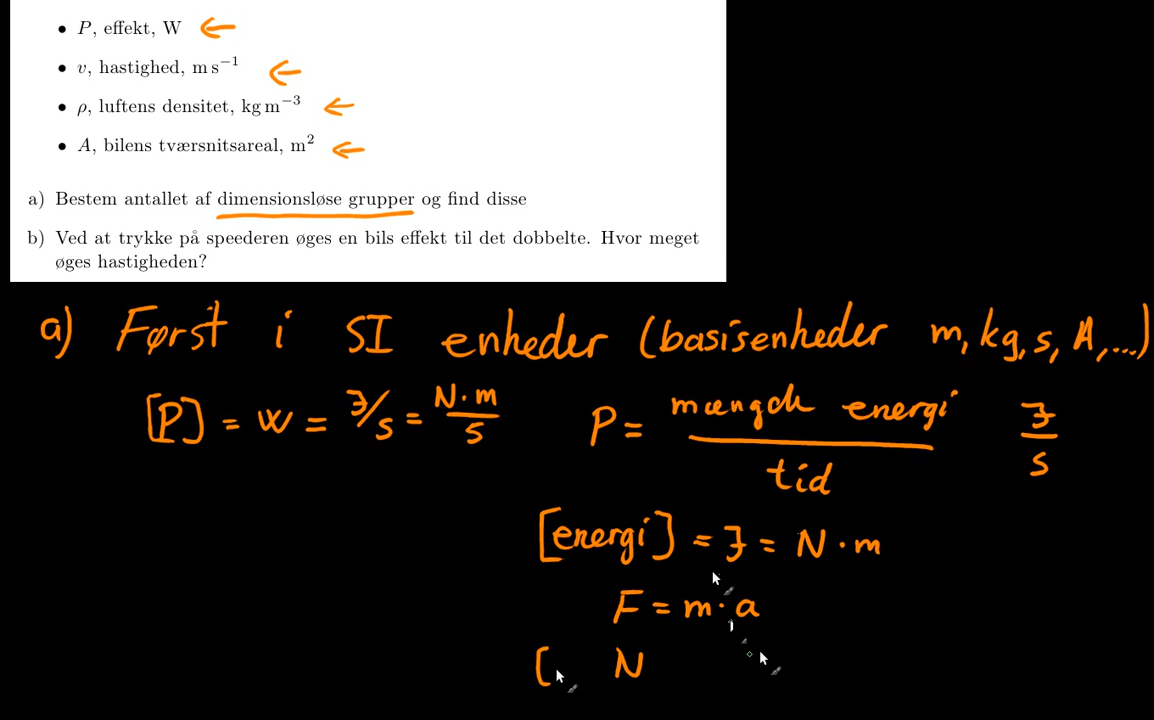 • P, effekt, W
• v, hastighed, m s⁻¹
• ρ, luftens densitet, kg m⁻³
• A, bilens tværsnitsareal, m²
a) Bestem antallet af dimensionsløse grupper og find disse
b) Ved at trykke på speederen øges en bils effekt til det dobbelte. Hvor meget
øges hastigheden?
a) Først i SI enheder (basisenheder m, kg, s, A,...)
[P] = W = J/s = N·m/s P = mængde energi / tid J/s
[energi] = J = N·m
F = m·a
[ N